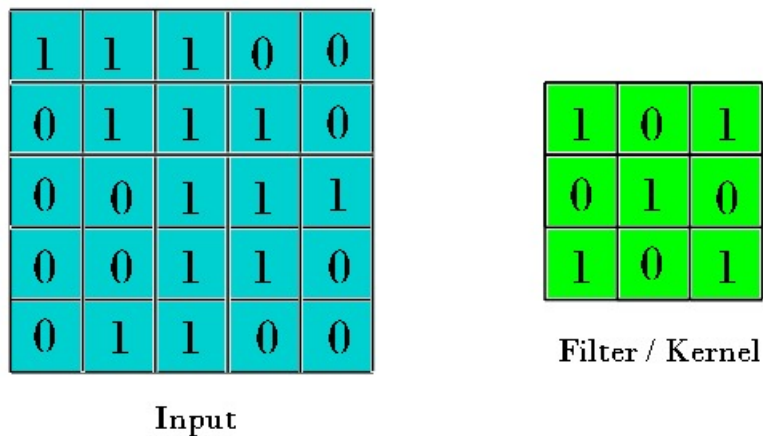 1 1 1 0 0
0 1 1 1 0
0 0 1 1 1
0 0 1 1 0
0 1 1 0 0
Input
1 0 1
0 1 0
1 0 1
Filter / Kernel